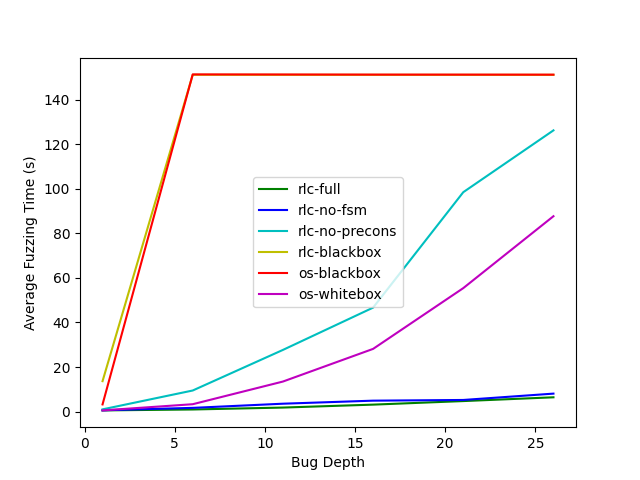 140
120
100
80
60
40
20
0
Average Fuzzing Time (s)
rlc-full
rlc-no-fsm
rlc-no-precons
rlc-blackbox
os-blackbox
os-whitebox
0 5 10 15 20 25
Bug Depth